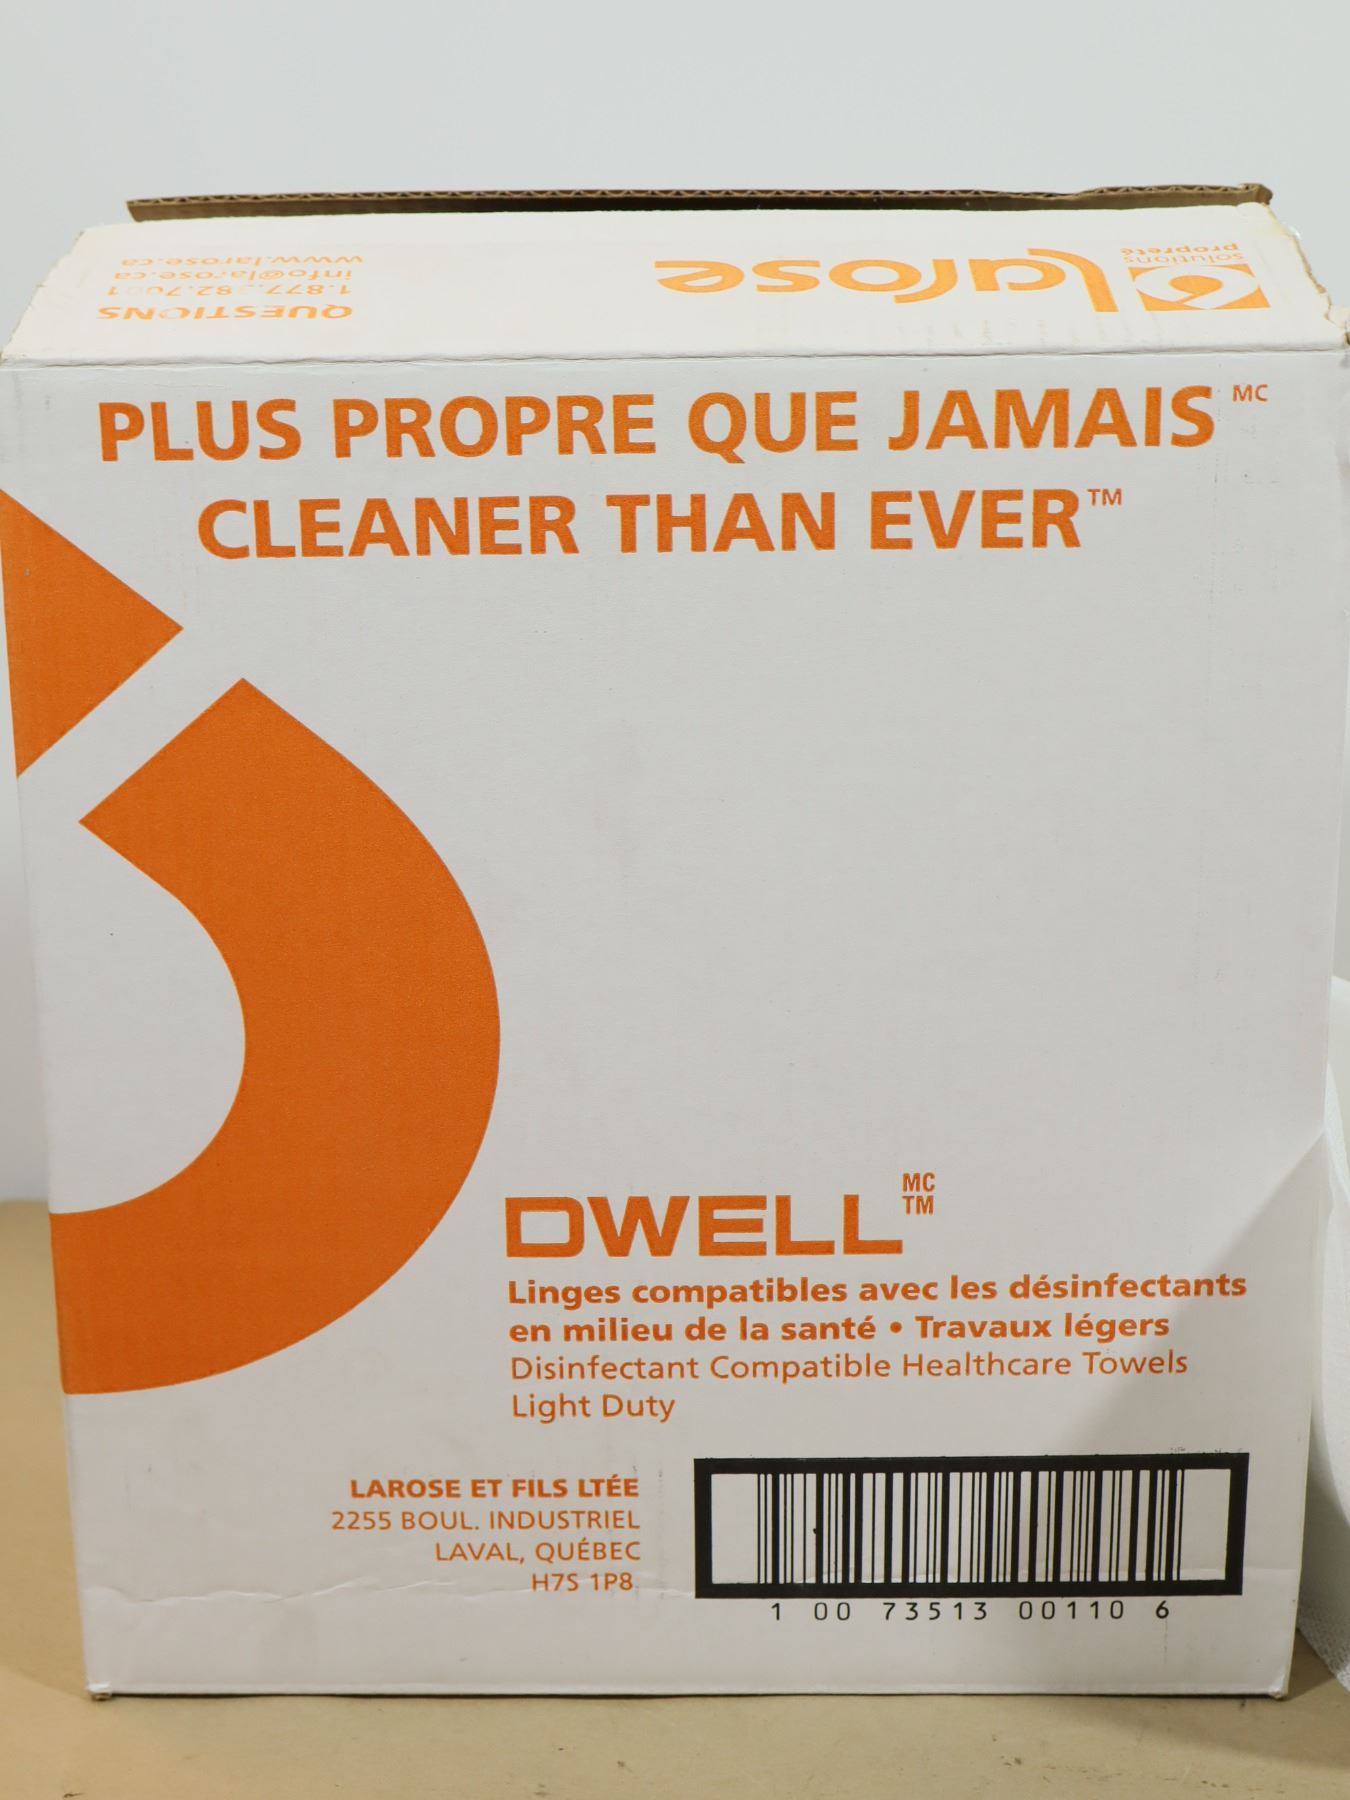 larose
solutions
propreté
QUESTIONS
1.877.382.7001
info@larose.ca
www.larose.ca
PLUS PROPRE QUE JAMAIS MC
CLEANER THAN EVER™
DWELL MC TM
Linges compatibles avec les désinfectants
en milieu de la santé • Travaux légers
Disinfectant Compatible Healthcare Towels
Light Duty
LAROSE ET FILS LTÉE
2255 BOUL. INDUSTRIEL
LAVAL, QUÉBEC
H7S 1P8
1 00 73513 00110 6